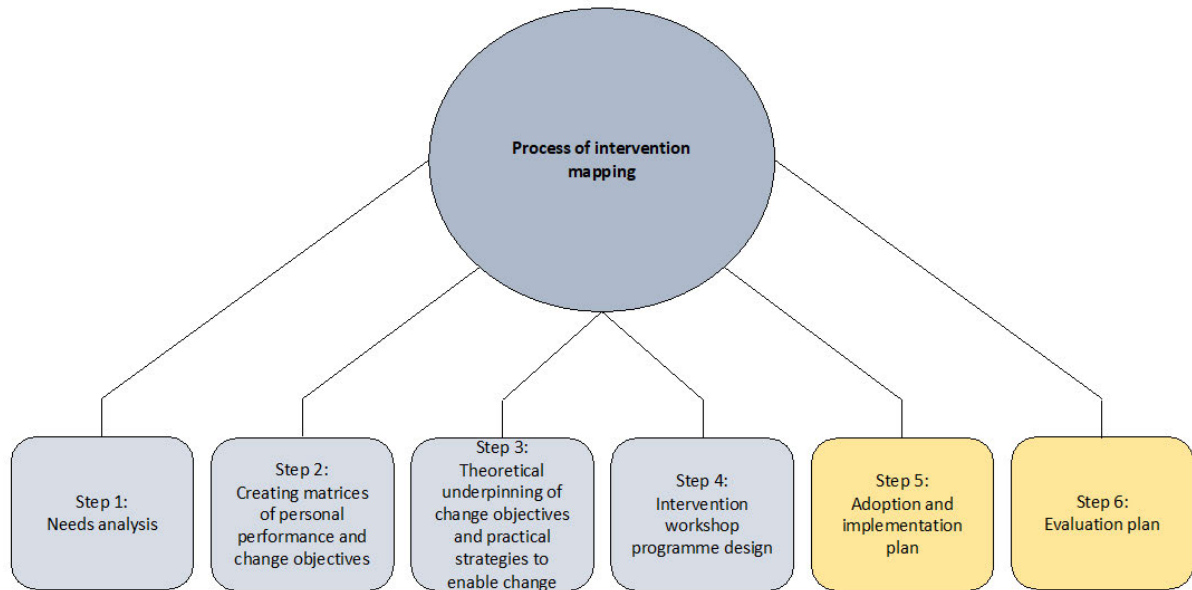 Process of intervention
mapping
Step 1:
Needs analysis
Step 2:
Creating matrices
of personal
performance and
change objectives
Step 3:
Theoretical
underpinning of
change objectives
and practical
strategies to
enable change
Step 4:
Intervention
workshop
programme design
Step 5:
Adoption and
implementation
plan
Step 6:
Evaluation plan